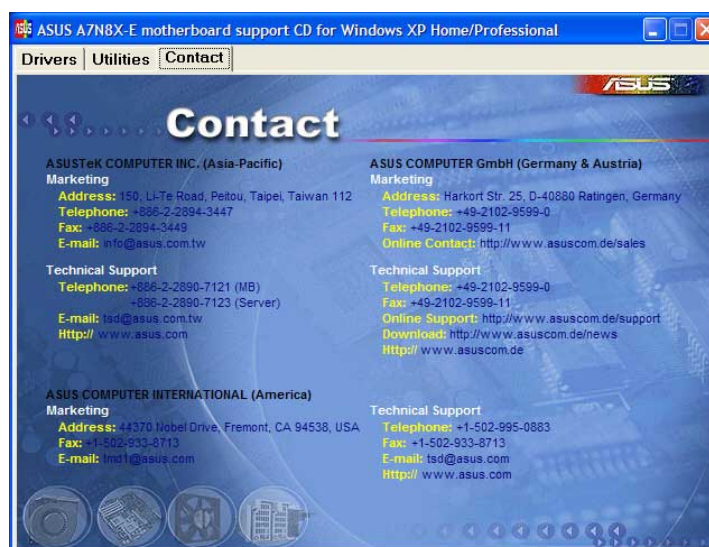 ASUS A7N8X-E motherboard support CD for Windows XP Home/Professional
Drivers Utilities Contact
ASUS
Contact
ASUSTeK COMPUTER INC. (Asia-Pacific)
Marketing
Address: 150, Li-Te Road, Peitou, Taipei, Taiwan 112
Telephone: +886-2-2894-3447
Fax: +886-2-2894-3449
E-mail: info@asus.com.tw
Technical Support
Telephone: +886-2-2890-7121 (MB)
+886-2-2890-7123 (Server)
E-mail: tsd@asus.com.tw
Http:// www.asus.com
ASUS COMPUTER GmbH (Germany & Austria)
Marketing
Address: Harkort Str. 25, D-40880 Ratingen, Germany
Telephone: +49-2102-9599-0
Fax: +49-2102-9599-11
Online Contact: http://www.asuscom.de/sales
Technical Support
Telephone: +49-2102-9599-0
Fax: +49-2102-9599-11
Online Support: http://www.asuscom.de/support
Download: http://www.asuscom.de/news
Http:// www.asuscom.de
ASUS COMPUTER INTERNATIONAL (America)
Marketing
Address: 44370 Nobel Drive, Fremont, CA 94538, USA
Fax: +1-502-933-8713
E-mail: tmd1@asus.com
Technical Support
Telephone: +1-502-995-0883
Fax: +1-502-933-8713
E-mail: tsd@asus.com
Http:// www.asus.com